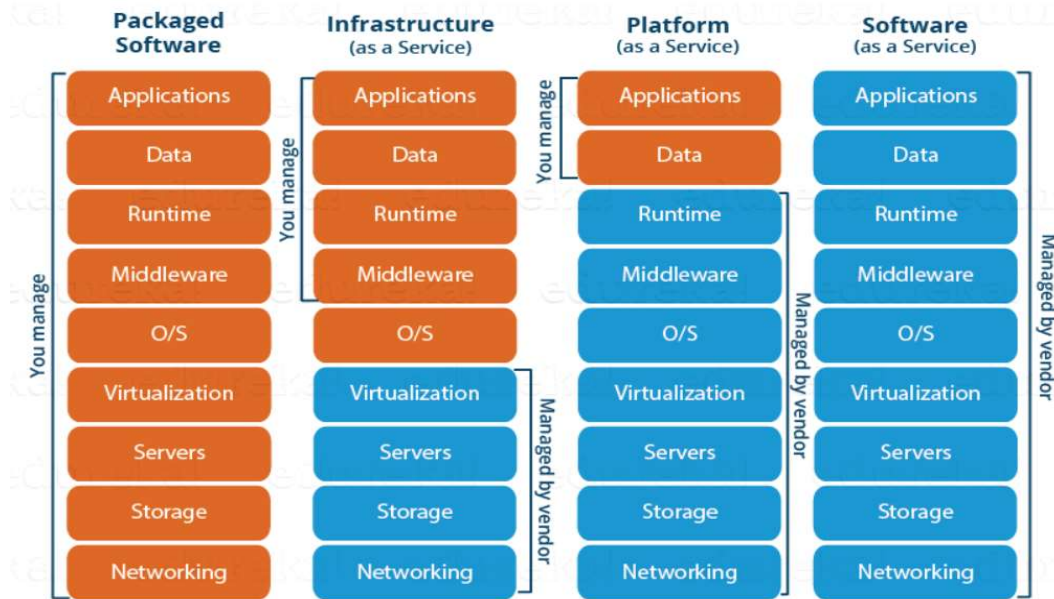 Packaged
Software
Infrastructure
(as a Service)
Platform
(as a Service)
Software
(as a Service)
You manage
Applications
Data
Runtime
Middleware
O/S
Virtualization
Servers
Storage
Networking
You manage
Applications
Data
Runtime
Middleware
O/S
Virtualization
Servers
Storage
Networking
Managed by vendor
You manage
Applications
Data
Runtime
Middleware
O/S
Virtualization
Servers
Storage
Networking
Managed by vendor
Applications
Data
Runtime
Middleware
O/S
Virtualization
Servers
Storage
Networking
Managed by vendor